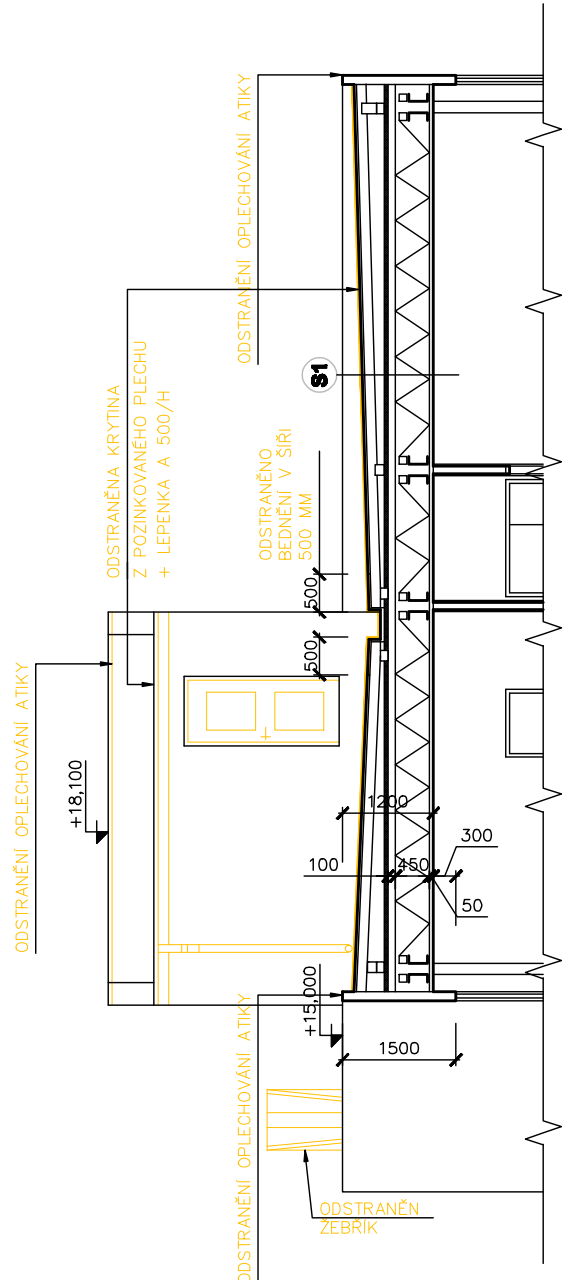 ODSTRANĚNÍ OPLECHOVÁNÍ ATIKY
ODSTRANĚNA KRYTINA
Z POZINKOVANÉHO PLECHU
+ LEPENKA A 500/H
S1
ODSTRANĚNO
BEDNĚNÍ V ŠÍŘI
500 MM
500
500
ODSTRANĚNÍ OPLECHOVÁNÍ ATIKY
+18,100
1200
100
450
300
50
+15,000
1500
ODSTRANĚNÍ OPLECHOVÁNÍ ATIKY
ODSTRANĚN
ŽEBŘÍK